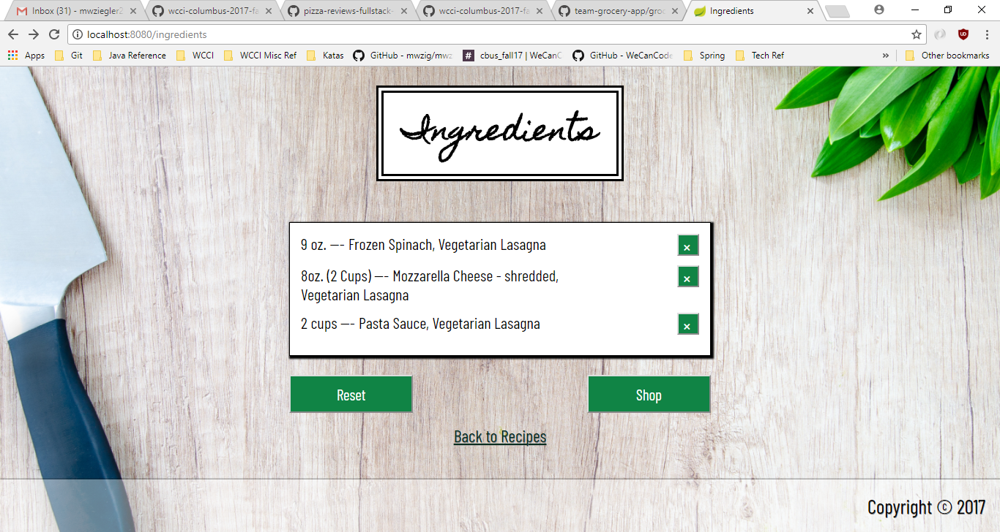 Inbox (31) - mwziegler2
wcci-columbus-2017-fa
pizza-reviews-fullstack-
wcci-columbus-2017-fa
team-grocery-app/groc
Ingredients
localhost:8080/ingredients
Apps Git Java Reference WCCI WCCI Misc Ref Katas GitHub - mwzig/mwz cbus_fall17 | WeCanC GitHub - WeCanCode Spring Tech Ref » Other bookmarks
Ingredients
9 oz. --- Frozen Spinach, Vegetarian Lasagna
×
8oz. (2 Cups) --- Mozzarella Cheese - shredded,
Vegetarian Lasagna
×
2 cups --- Pasta Sauce, Vegetarian Lasagna
×
Reset
Shop
Back to Recipes
Copyright © 2017